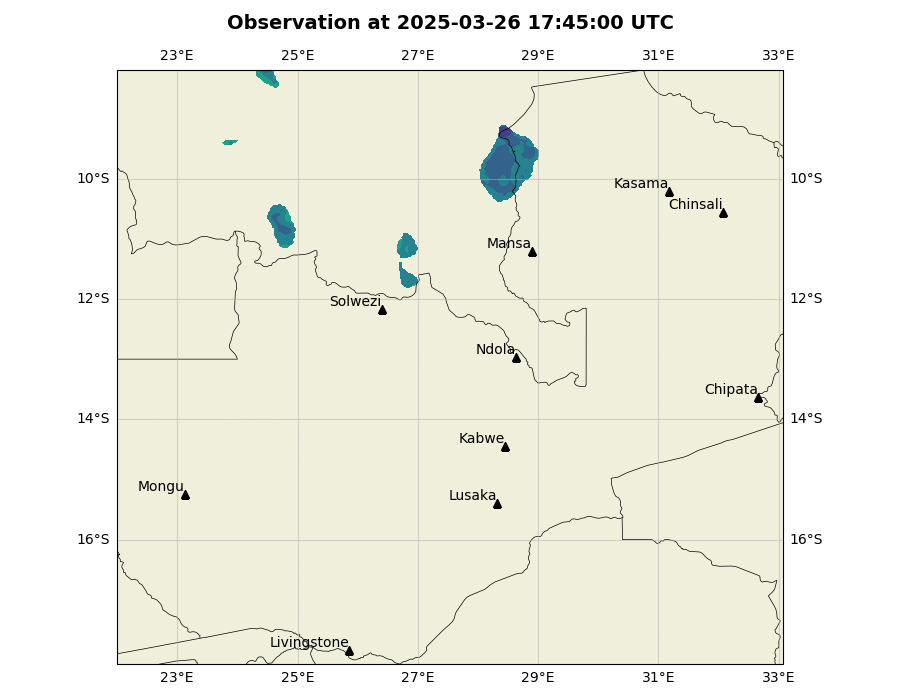 Observation at 2025-03-26 17:45:00 UTC
23°E 25°E 27°E 29°E 31°E 33°E
10°S 10°S
Kasama
Chinsali
Mansa
12°S 12°S
Solwezi
Ndola
Chipata
14°S 14°S
Kabwe
Mongu
Lusaka
16°S 16°S
Livingstone
23°E 25°E 27°E 29°E 31°E 33°E